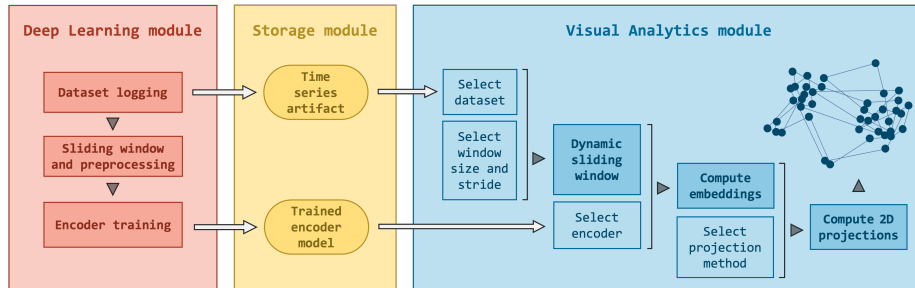 Deep Learning module
Dataset logging
Sliding window
and preprocessing
Encoder training
Storage module
Time
series
artifact
Trained
encoder
model
Visual Analytics module
Select
dataset
Select
window
size and
stride
Dynamic
sliding
window
Select
encoder
Compute
embeddings
Select
projection
method
Compute 2D
projections